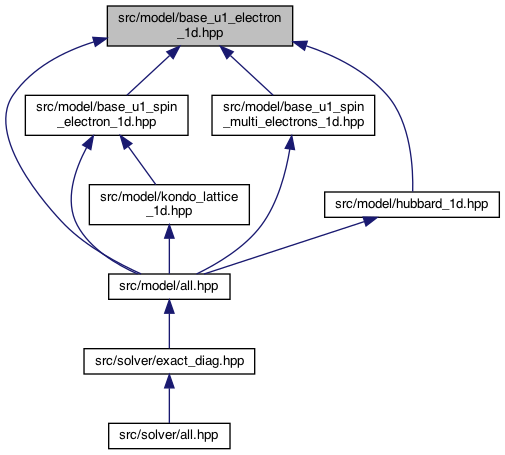 src/model/base_u1_electron
_1d.hpp
src/model/base_u1_spin
_electron_1d.hpp
src/model/base_u1_spin
_multi_electrons_1d.hpp
src/model/kondo_lattice
_1d.hpp
src/model/hubbard_1d.hpp
src/model/all.hpp
src/solver/exact_diag.hpp
src/solver/all.hpp